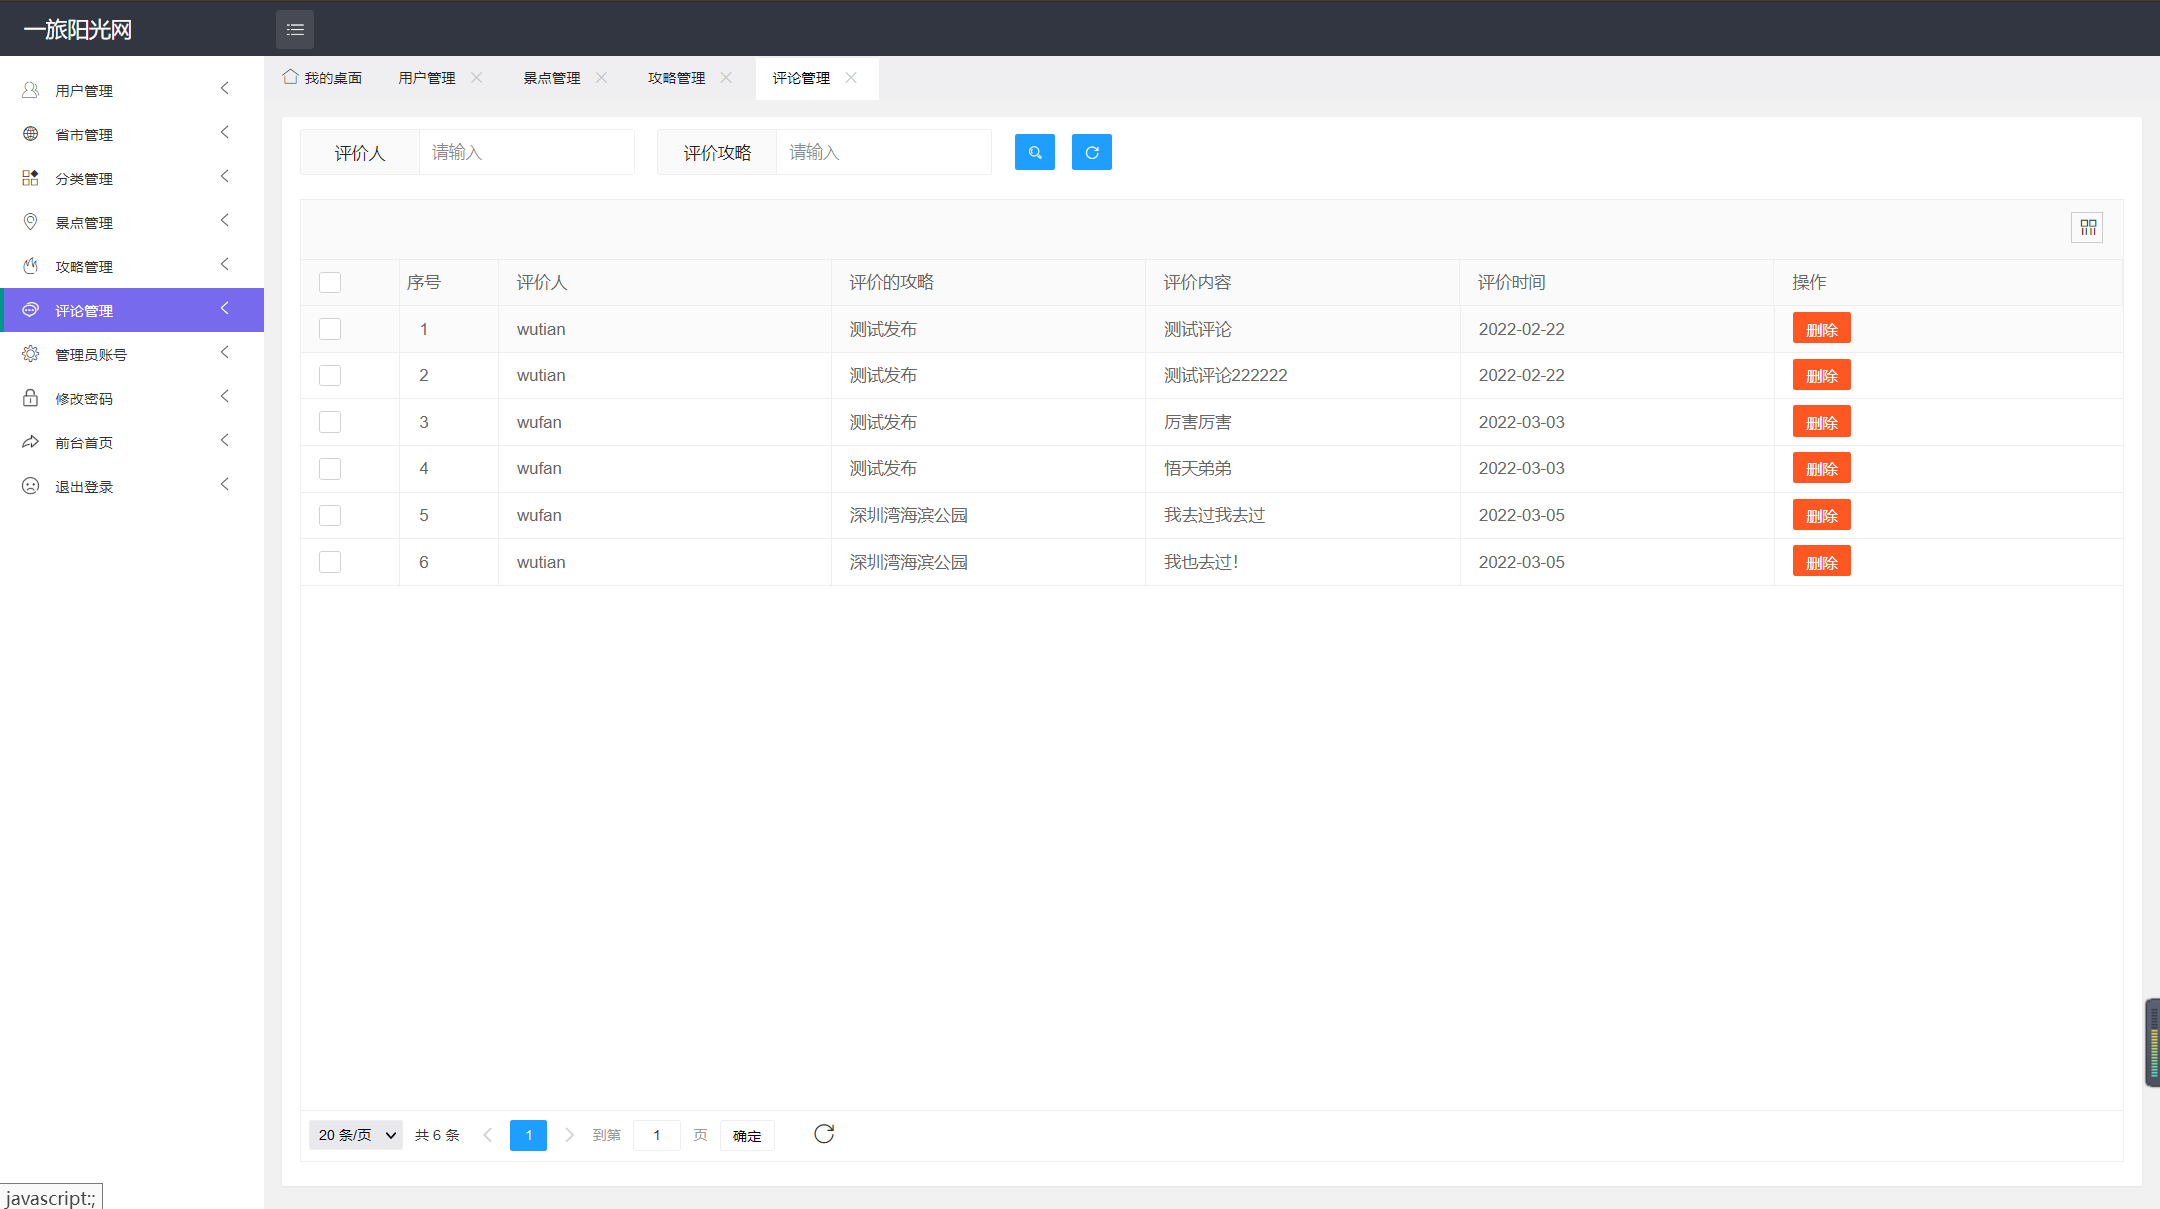 一旅阳光网
我的桌面 用户管理 景点管理 攻略管理 评论管理
用户管理
省市管理
分类管理
景点管理
攻略管理
评论管理
管理员账号
修改密码
前台首页
退出登录
评价人 请输入 评价攻略 请输入
序号 评价人 评价的攻略 评价内容 评价时间 操作
1 wutian 测试发布 测试评论 2022-02-22 删除
2 wutian 测试发布 测试评论222222 2022-02-22 删除
3 wufan 测试发布 厉害厉害 2022-03-03 删除
4 wufan 测试发布 悟天弟弟 2022-03-03 删除
5 wufan 深圳湾海滨公园 我去过我去过 2022-03-05 删除
6 wutian 深圳湾海滨公园 我也去过！ 2022-03-05 删除
20 条/页 共 6 条 1 到第 1 页 确定
javascript:;